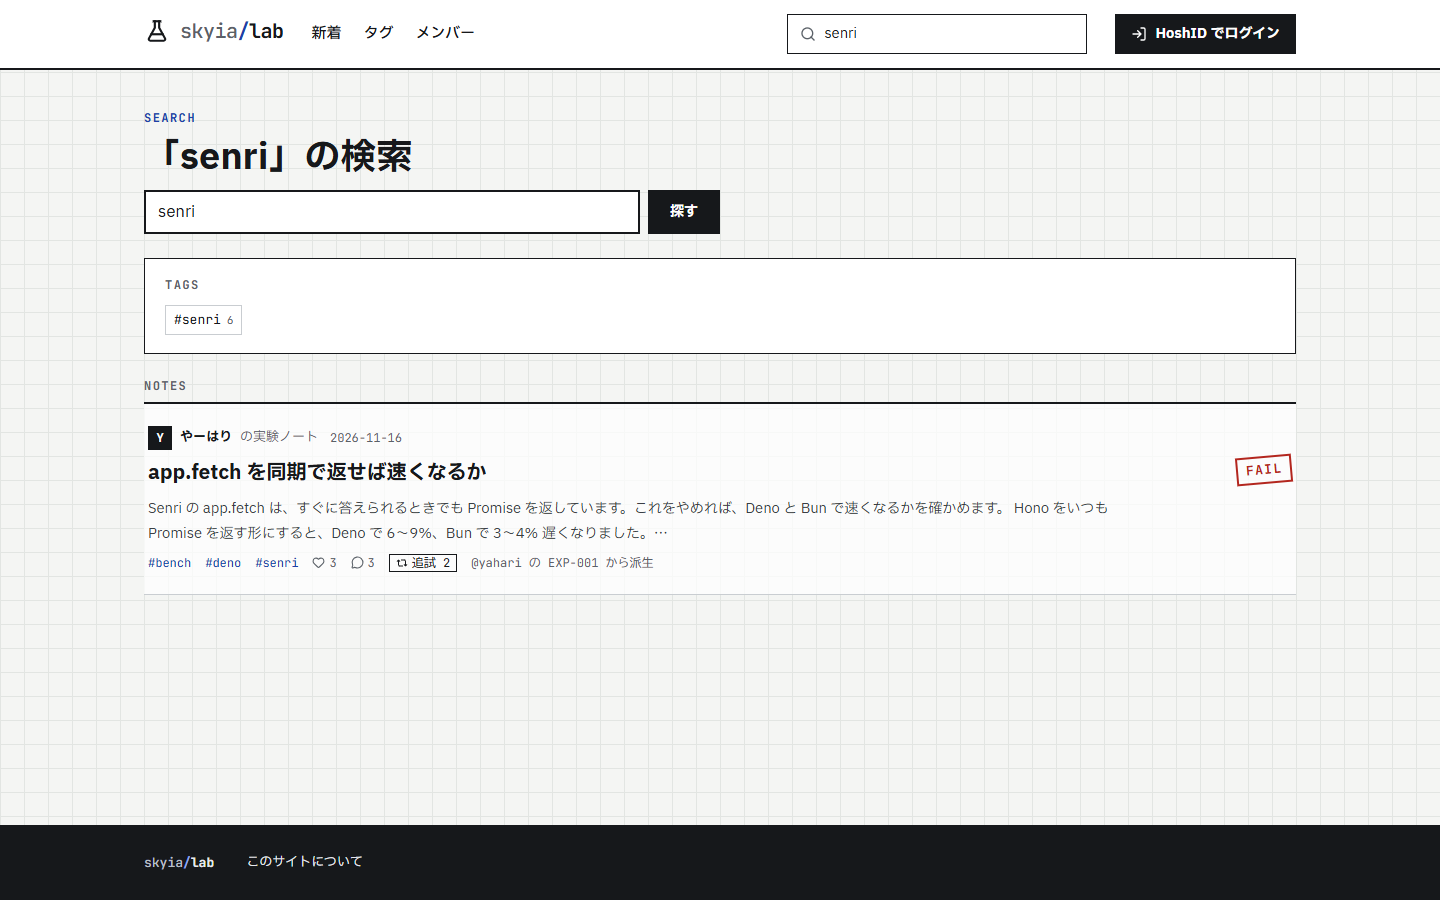 skyia/lab 新着 タグ メンバー senri HoshID でログイン
SEARCH
「senri」の検索
senri 探す
TAGS
#senri 6
NOTES
Y やーはり の実験ノート 2026-11-16
app.fetch を同期で返せば速くなるか
FAIL
Senri の app.fetch は、すぐに答えられるときでも Promise を返しています。これをやめれば、Deno と Bun で速くなるかを確かめます。 Hono をいつも
Promise を返す形にすると、Deno で 6〜9%、Bun で 3〜4% 遅くなりました。…
#bench #deno #senri 3 3 追試 2 @yahari の EXP-001 から派生
skyia/lab このサイトについて